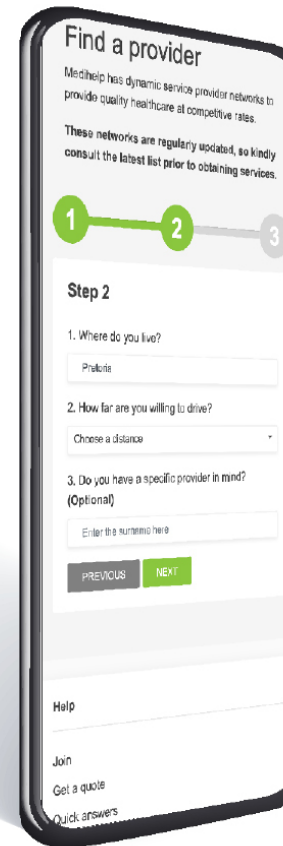 Find a provider
Medihelp has dynamic service provider networks to
provide quality healthcare at competitive rates.
These networks are regularly updated, so kindly
consult the latest list prior to obtaining services.
1
2
3
Step 2
1. Where do you live?
Pretoria
2. How far are you willing to drive?
Choose a distance
3. Do you have a specific provider in mind?
(Optional)
Enter the surname here
PREVIOUS
NEXT
Help
Join
Get a quote
Quick answers